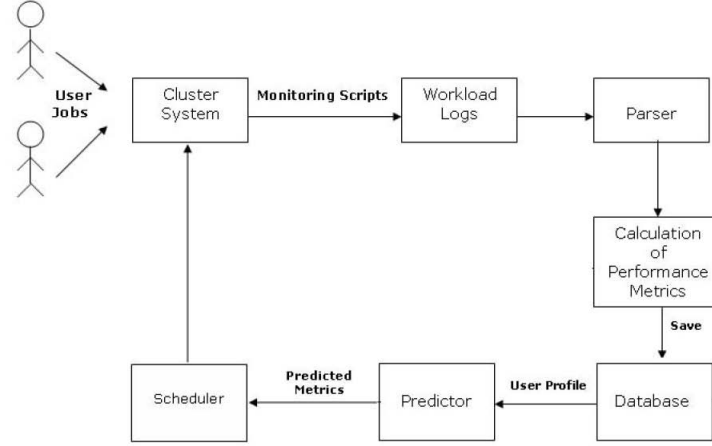 User
Jobs
Cluster
System
Monitoring Scripts
Workload
Logs
Parser
Calculation
of
Performance
Metrics
Save
Database
User Profile
Predictor
Predicted
Metrics
Scheduler